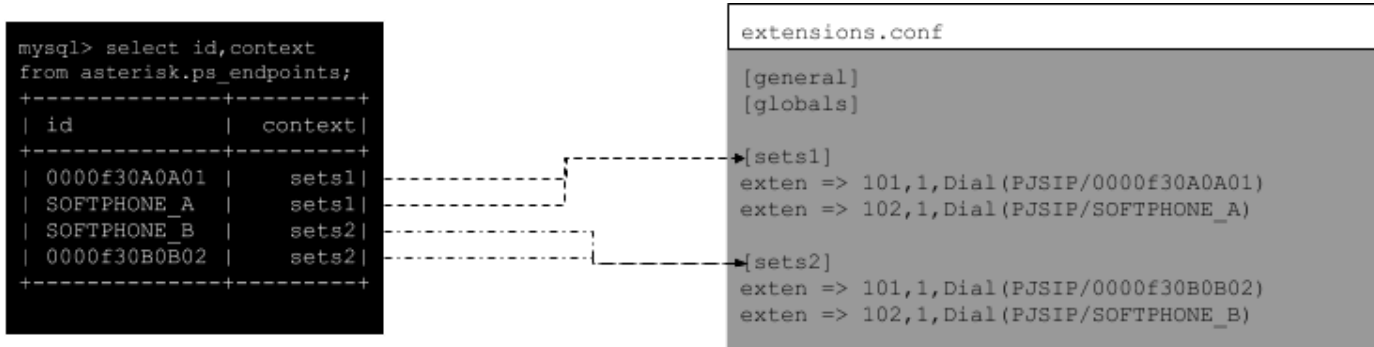 mysql> select id,context
from asterisk.ps_endpoints;
+--------------+---------+
| id | context|
+--------------+---------+
| 0000f30A0A01 | sets1|
| SOFTPHONE_A | sets1|
| SOFTPHONE_B | sets2|
| 0000f30B0B02 | sets2|
+--------------+---------+
extensions.conf
[general]
[globals]
[sets1]
exten => 101,1,Dial(PJSIP/0000f30A0A01)
exten => 102,1,Dial(PJSIP/SOFTPHONE_A)
[sets2]
exten => 101,1,Dial(PJSIP/0000f30B0B02)
exten => 102,1,Dial(PJSIP/SOFTPHONE_B)